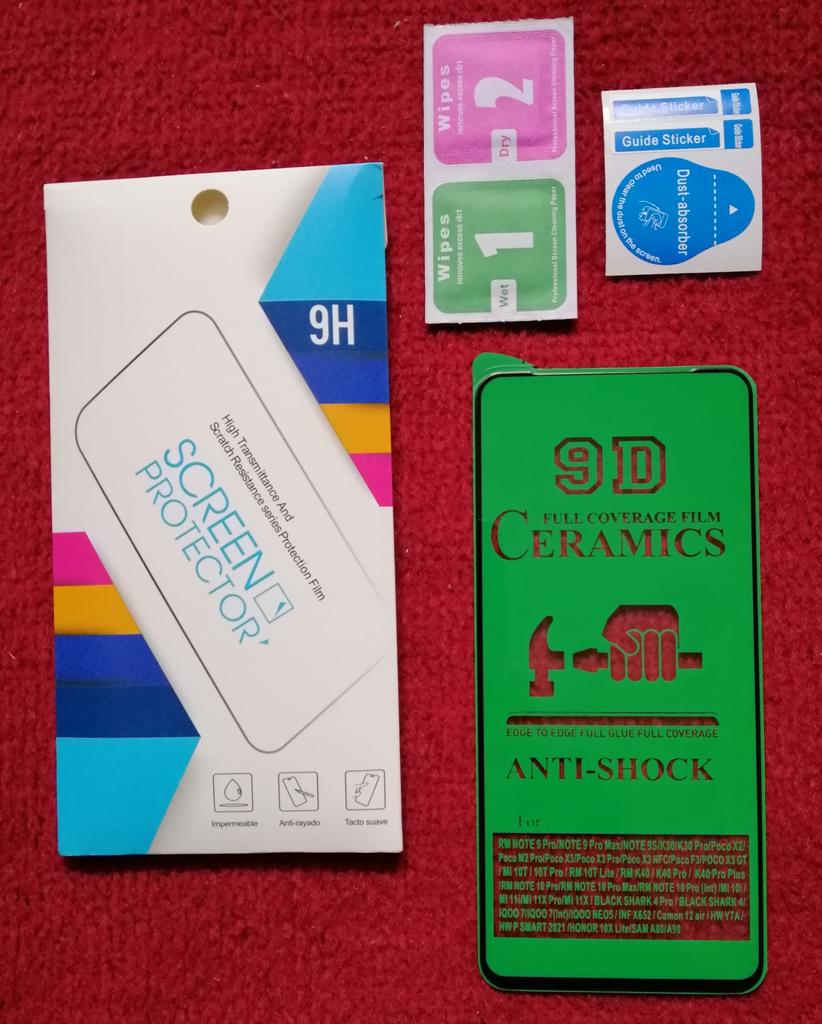 9H
High Transmittance And
Scratch Resistance series Protection Film
SCREEN
PROTECTOR
Impermeable
Anti-rayado
Tacto suave
Wipes
removes excess dirt
2
Dry
Professional Screen Cleaning Paper
Wipes
removes excess dirt
1
Wet
Professional Screen Cleaning Paper
Guide Sticker
Guide Sticker
Guide Sticker
Guide Sticker
Dust-absorber
Used to clear the dust on the screen.
9D
FULL COVERAGE FILM
CERAMICS
EDGE TO EDGE FULL GLUE FULL COVERAGE
ANTI-SHOCK
For :
RM NOTE 9 Pro/NOTE 9 Pro Max/NOTE 9S/K30/K30 Pro/Poco X2/
Poco M2 Pro/Poco X3/Poco X3 Pro/Poco X3 NFC/Poco F3/POCO X3 GT
/MI 10T / 10T Pro / RM 10T Lite / RM K40 / K40 Pro / K40 Pro Plus
/RM NOTE 10 Pro/RM NOTE 10 Pro Max/RM NOTE 10 Pro (Int) /MI 10i /
MI 11i/MI 11X Pro/MI 11X / BLACK SHARK 4 Pro / BLACK SHARK 4/
IQOO 7/IQOO 7(Int)/IQOO NEO5 / INF X652 / Camon 12 air / HW Y7A /
HW P SMART 2021 /HONOR 10X Lite/SAM A80/A90